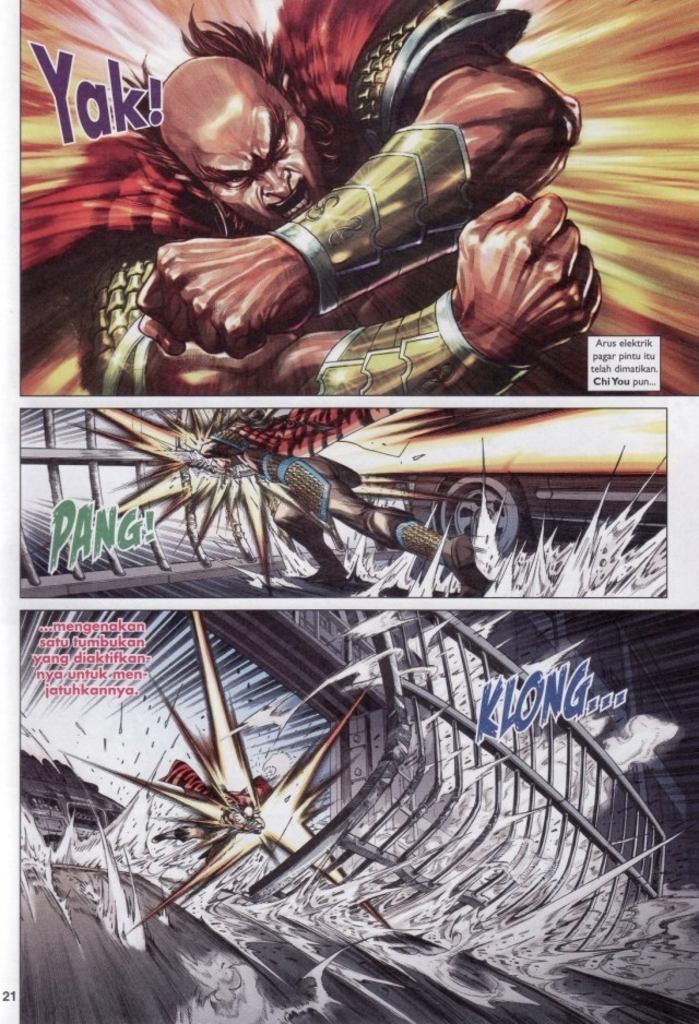 Yak!
Arus elektrik
pagar pintu itu
telah dimatikan.
Chi You pun...
PANG!
...mengenakan
satu tumbukan
yang diaktifkan-
nya untuk men-
jatuhkannya.
KLONG...
21